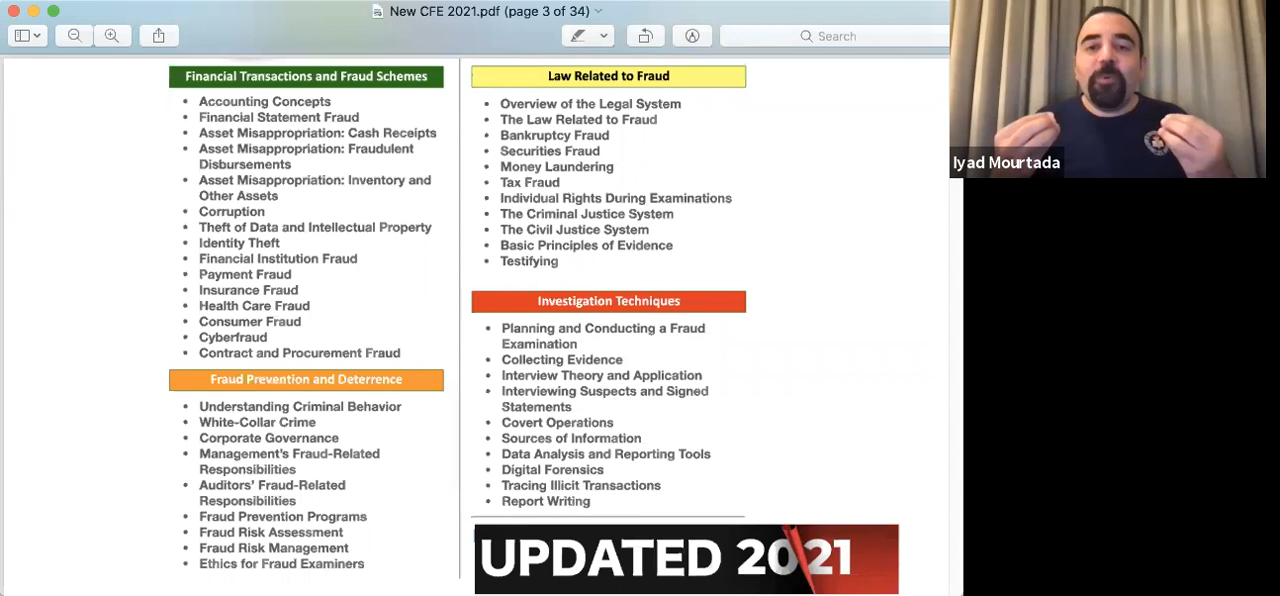 New CFE 2021.pdf (page 3 of 34)
Search
Iyad Mourtada
Financial Transactions and Fraud Schemes
• Accounting Concepts
• Financial Statement Fraud
• Asset Misappropriation: Cash Receipts
• Asset Misappropriation: Fraudulent
Disbursements
• Asset Misappropriation: Inventory and
Other Assets
• Corruption
• Theft of Data and Intellectual Property
• Identity Theft
• Financial Institution Fraud
• Payment Fraud
• Insurance Fraud
• Health Care Fraud
• Consumer Fraud
• Cyberfraud
• Contract and Procurement Fraud
Fraud Prevention and Deterrence
• Understanding Criminal Behavior
• White-Collar Crime
• Corporate Governance
• Management's Fraud-Related
Responsibilities
• Auditors' Fraud-Related
Responsibilities
• Fraud Prevention Programs
• Fraud Risk Assessment
• Fraud Risk Management
• Ethics for Fraud Examiners
Law Related to Fraud
• Overview of the Legal System
• The Law Related to Fraud
• Bankruptcy Fraud
• Securities Fraud
• Money Laundering
• Tax Fraud
• Individual Rights During Examinations
• The Criminal Justice System
• The Civil Justice System
• Basic Principles of Evidence
• Testifying
Investigation Techniques
• Planning and Conducting a Fraud
Examination
• Collecting Evidence
• Interview Theory and Application
• Interviewing Suspects and Signed
Statements
• Covert Operations
• Sources of Information
• Data Analysis and Reporting Tools
• Digital Forensics
• Tracing Illicit Transactions
• Report Writing
UPDATED 2021